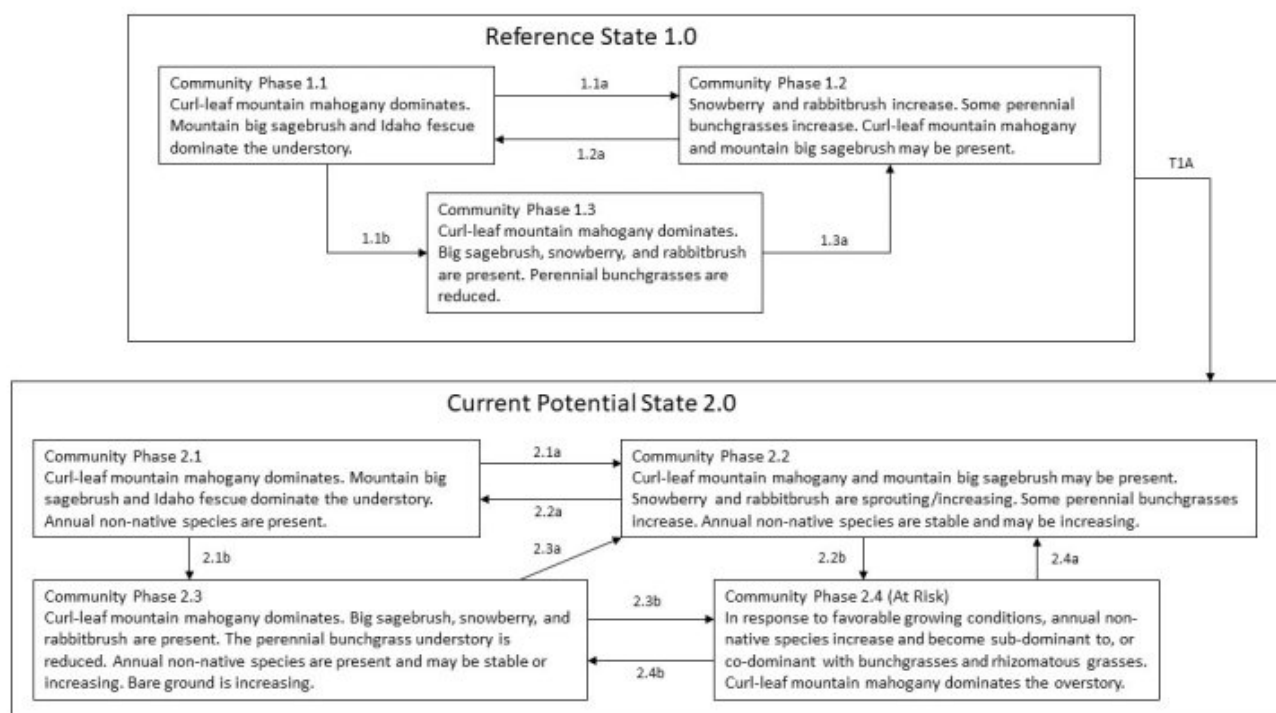 Reference State 1.0
Community Phase 1.1
Curl-leaf mountain mahogany dominates.
Mountain big sagebrush and Idaho fescue
dominate the understory.
1.1a
1.2a
Community Phase 1.2
Snowberry and rabbitbrush increase. Some perennial
bunchgrasses increase. Curl-leaf mountain mahogany
and mountain big sagebrush may be present.
T1A
1.1b
Community Phase 1.3
Curl-leaf mountain mahogany dominates.
Big sagebrush, snowberry, and rabbitbrush
are present. Perennial bunchgrasses are
reduced.
1.3a
Current Potential State 2.0
Community Phase 2.1
Curl-leaf mountain mahogany dominates. Mountain big
sagebrush and Idaho fescue dominate the understory.
Annual non-native species are present.
2.1a
2.2a
Community Phase 2.2
Curl-leaf mountain mahogany and mountain big sagebrush may be present.
Snowberry and rabbitbrush are sprouting/increasing. Some perennial bunchgrasses
increase. Annual non-native species are stable and may be increasing.
2.1b
2.3a
2.2b
2.4a
Community Phase 2.3
Curl-leaf mountain mahogany dominates. Big sagebrush, snowberry, and
rabbitbrush are present. The perennial bunchgrass understory is
reduced. Annual non-native species are present and may be stable or
increasing. Bare ground is increasing.
2.3b
2.4b
Community Phase 2.4 (At Risk)
In response to favorable growing conditions, annual non-
native species increase and become sub-dominant to, or
co-dominant with bunchgrasses and rhizomatous grasses.
Curl-leaf mountain mahogany dominates the overstory.